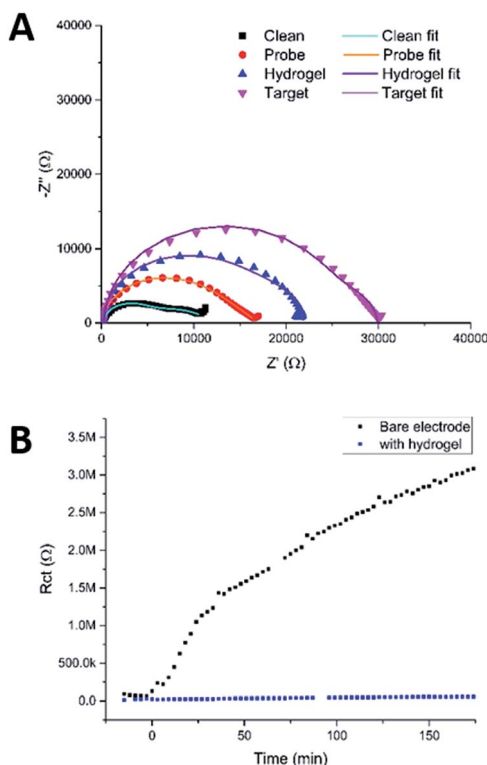 A
Clean
Probe
Hydrogel
Target
Clean fit
Probe fit
Hydrogel fit
Target fit
40000
30000
20000
10000
0
-Z" (Ω)
0
10000
20000
30000
40000
Z' (Ω)
B
Bare electrode
with hydrogel
3.5M
3.0M
2.5M
2.0M
1.5M
1.0M
500.0k
0.0
Rct (Ω)
0
50
100
150
Time (min)